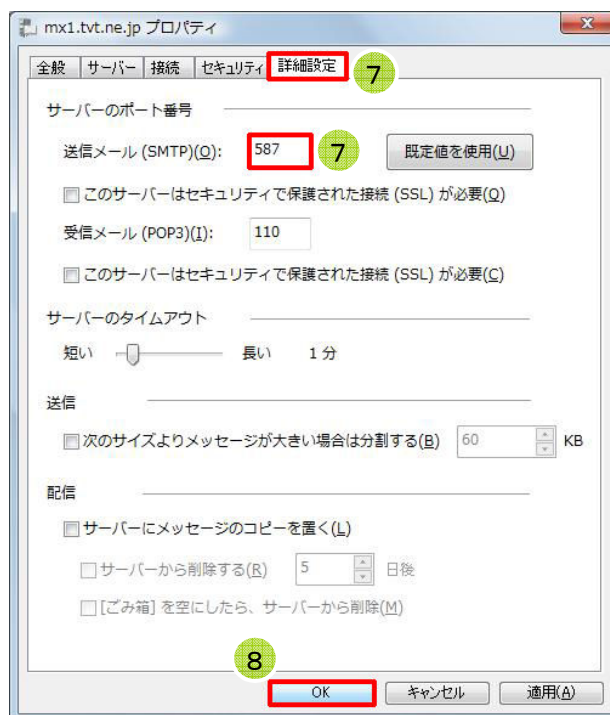 mx1.tvt.ne.jp プロパティ
全般 サーバー 接続 セキュリティ 詳細設定 7
サーバーのポート番号
送信メール (SMTP)(O): 587 7 既定値を使用(U)
このサーバーはセキュリティで保護された接続 (SSL) が必要(Q)
受信メール (POP3)(I): 110
このサーバーはセキュリティで保護された接続 (SSL) が必要(C)
サーバーのタイムアウト
短い 長い 1 分
送信
次のサイズよりメッセージが大きい場合は分割する(B) 60 KB
配信
サーバーにメッセージのコピーを置く(L)
サーバーから削除する(R) 5 日後
[ごみ箱] を空にしたら、サーバーから削除(M)
8
OK キャンセル 適用(A)